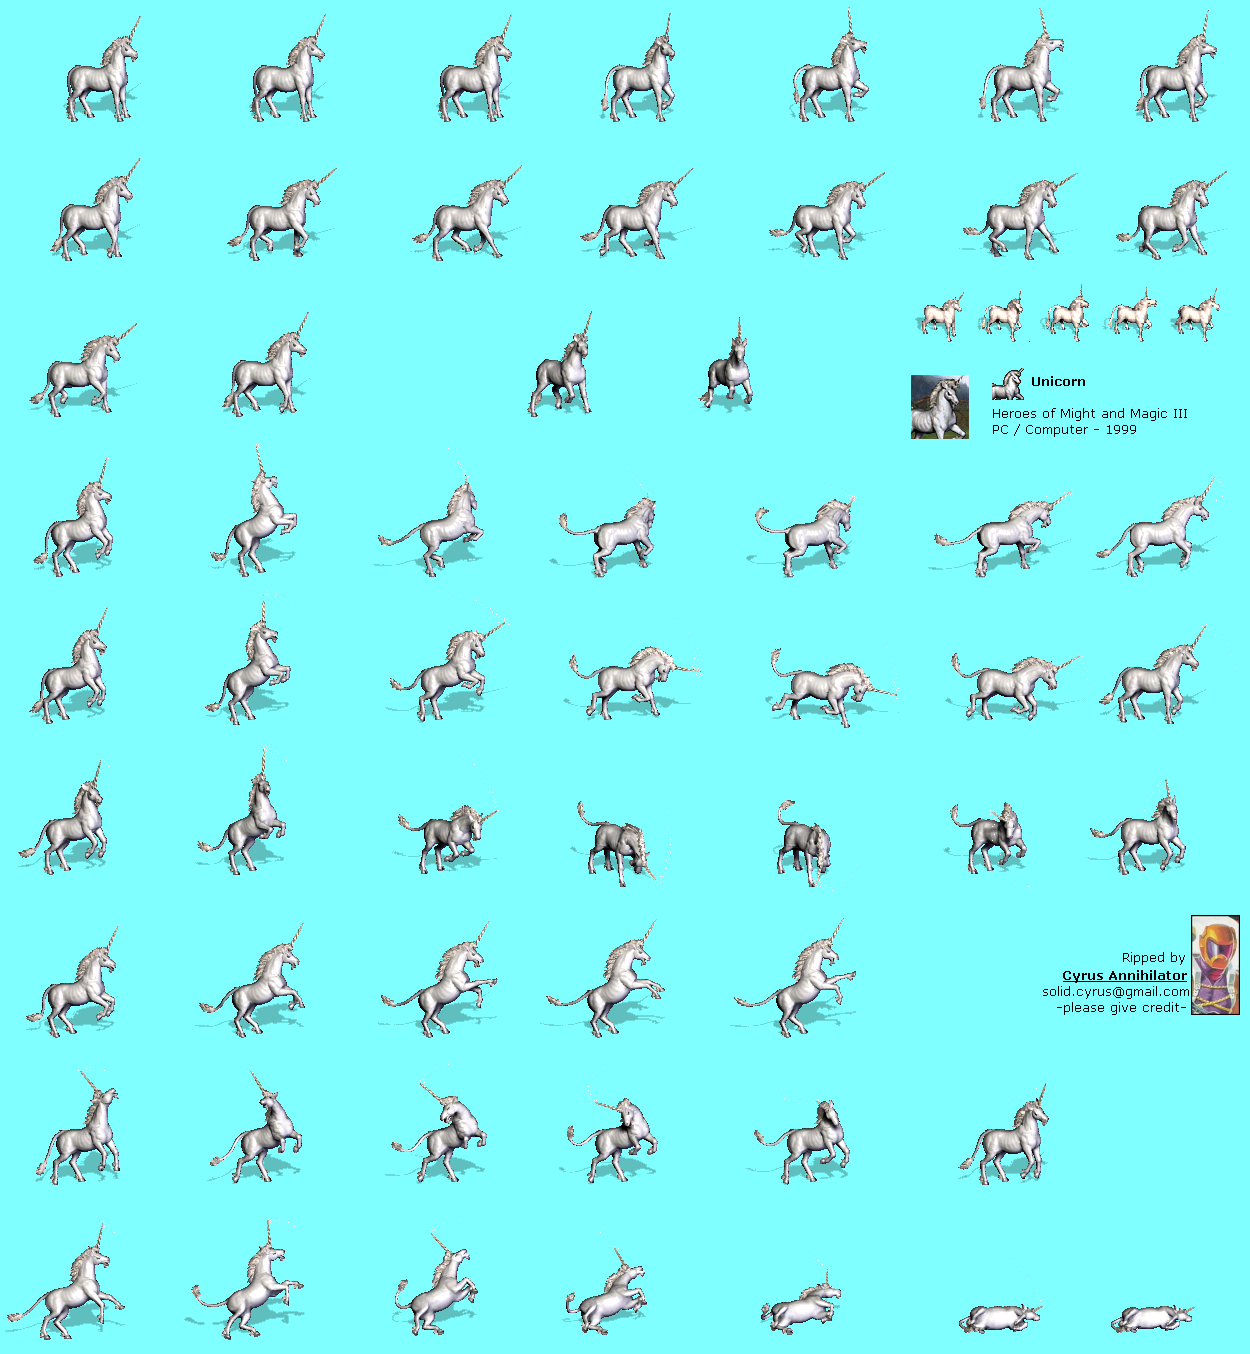 Unicorn
Heroes of Might and Magic III
PC / Computer - 1999
Ripped by
Cyrus Annihilator
solid.cyrus@gmail.com
-please give credit-